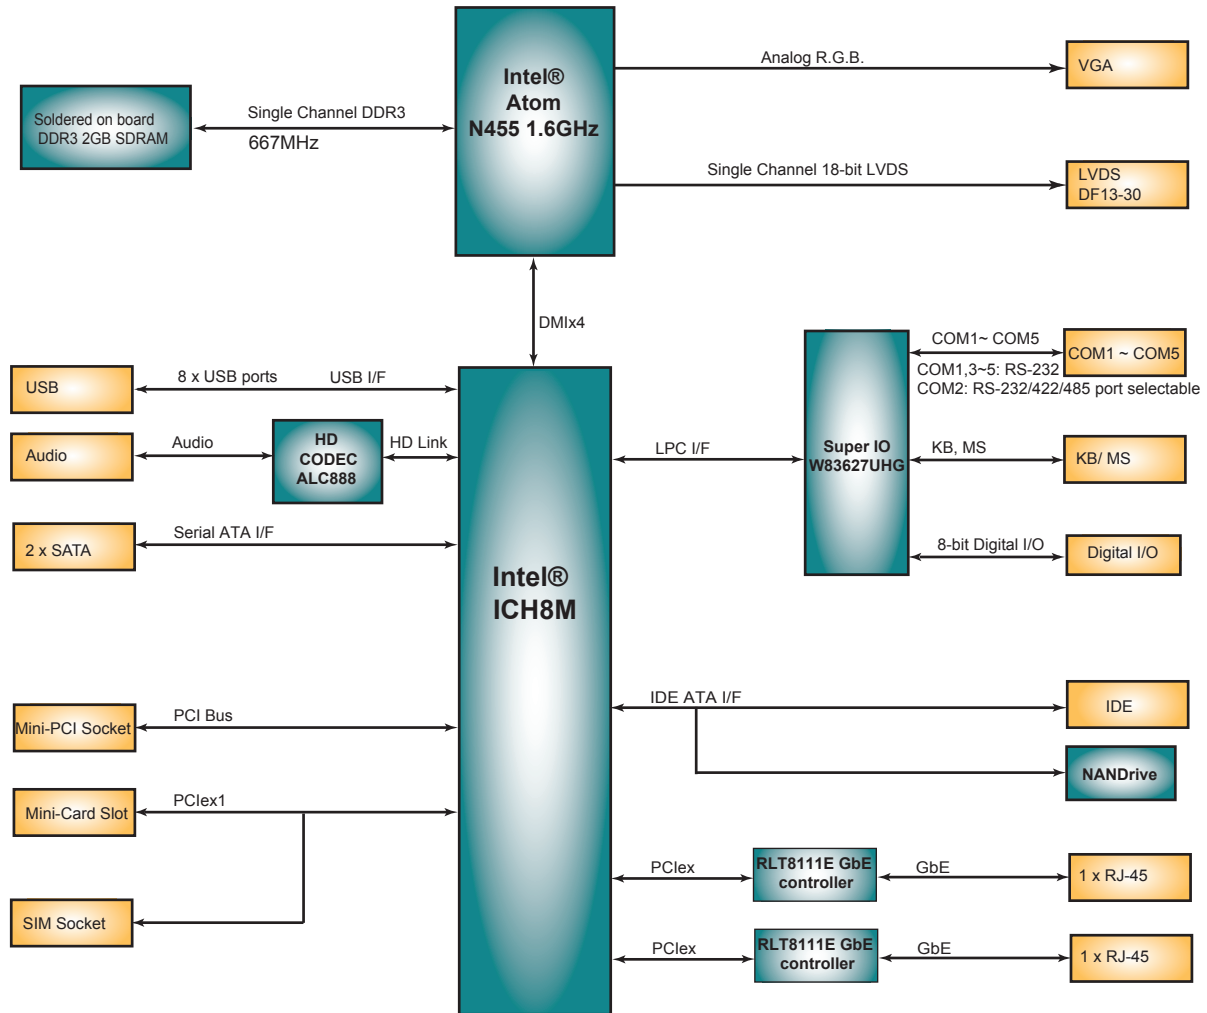 Intel®
Atom
N455 1.6GHz
Analog R.G.B.
VGA
Soldered on board
DDR3 2GB SDRAM
Single Channel DDR3
667MHz
Single Channel 18-bit LVDS
LVDS
DF13-30
DMIx4
USB
8 x USB ports
USB I/F
Audio
Audio
HD
CODEC
ALC888
HD Link
2 x SATA
Serial ATA I/F
Intel®
ICH8M
LPC I/F
Super IO
W83627UHG
COM1~ COM5
COM1 ~ COM5
COM1,3~5: RS-232
COM2: RS-232/422/485 port selectable
KB, MS
KB/ MS
8-bit Digital I/O
Digital I/O
Mini-PCI Socket
PCI Bus
IDE ATA I/F
IDE
NANDrive
Mini-Card Slot
PCIex1
SIM Socket
PCIex
RLT8111E GbE
controller
GbE
1 x RJ-45
PCIex
RLT8111E GbE
controller
GbE
1 x RJ-45